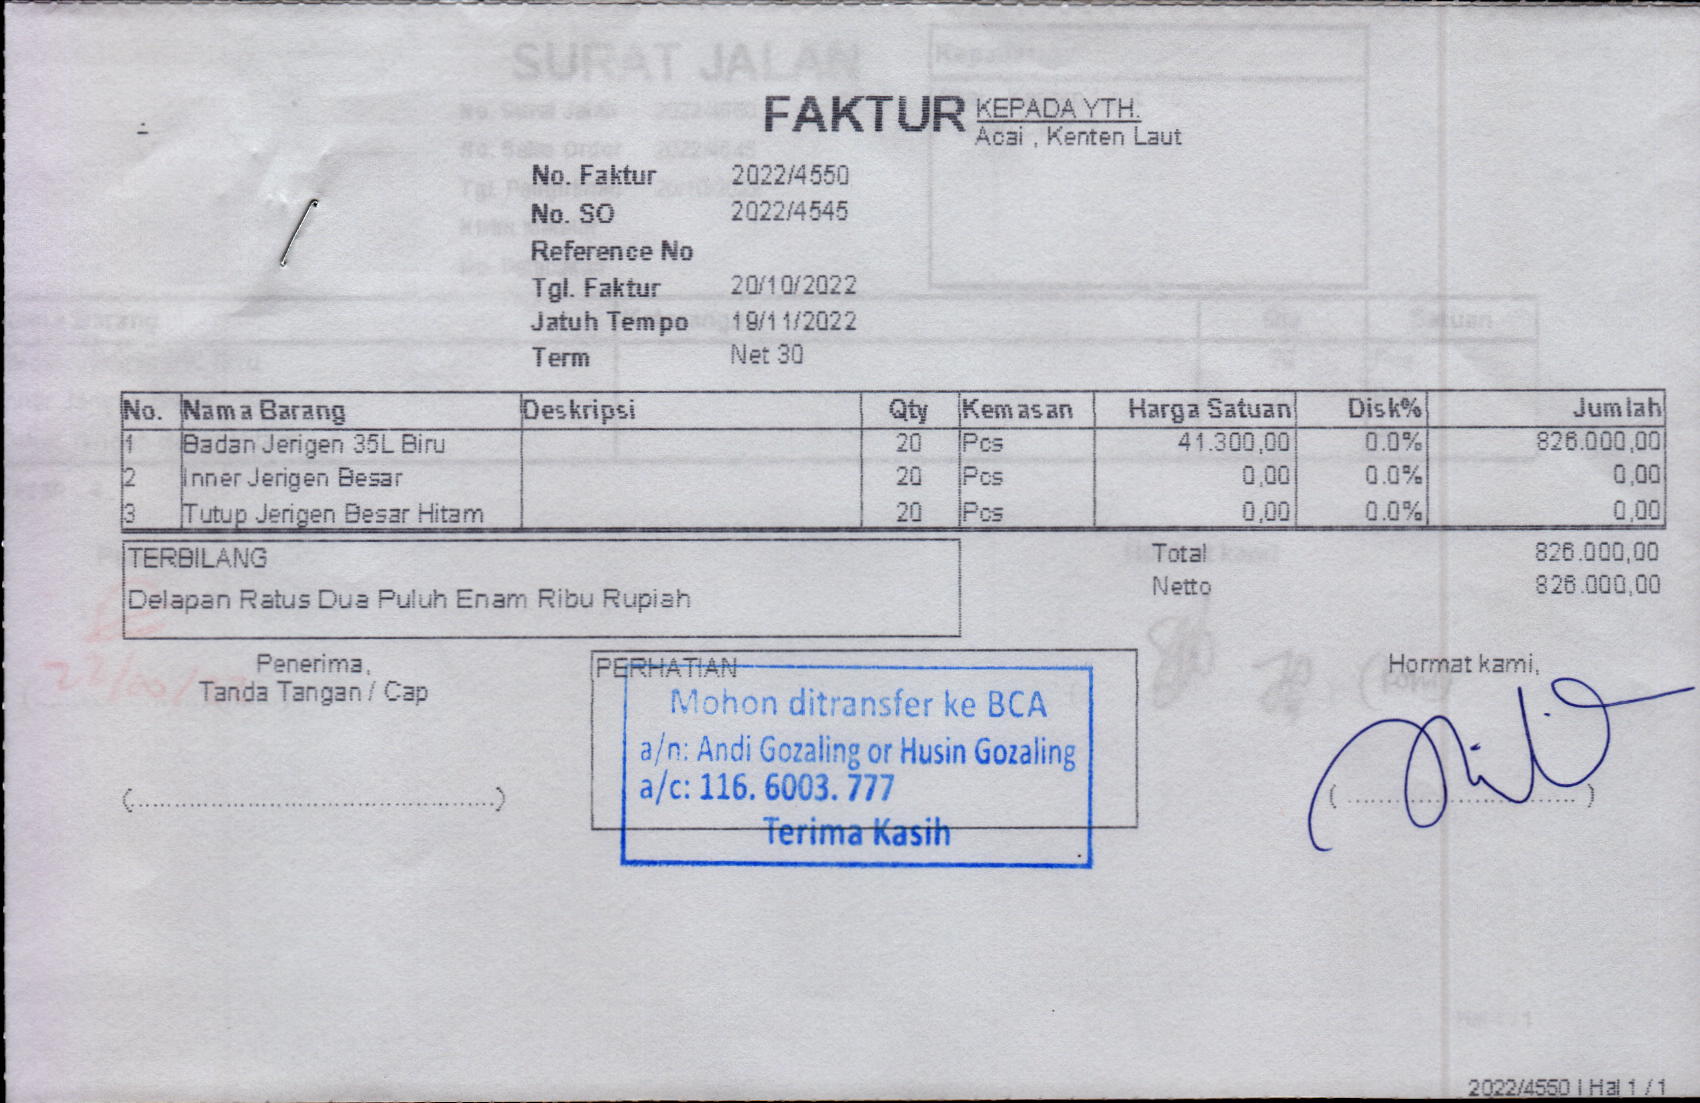 FAKTUR
KEPADA YTH.
Acai , Kenten Laut
No. Faktur 2022/4550
No. SO 2022/4545
Reference No
Tgl. Faktur 20/10/2022
Jatuh Tempo 19/11/2022
Term Net 30
No. Nama Barang Deskripsi Qty Kemasan Harga Satuan Disk% Jumlah
1 Badan Jerigen 35L Biru 20 Pcs 41.300,00 0.0% 826.000,00
2 Inner Jerigen Besar 20 Pcs 0,00 0.0% 0,00
3 Tutup Jerigen Besar Hitam 20 Pcs 0,00 0.0% 0,00
TERBILANG
Delapan Ratus Dua Puluh Enam Ribu Rupiah
Total 826.000,00
Netto 826.000,00
Penerima,
Tanda Tangan / Cap
(..............................................)
PERHATIAN
Mohon ditransfer ke BCA
a/n: Andi Gozaling or Husin Gozaling
a/c: 116. 6003. 777
Terima Kasih
Hormat kami,
( .............................. )
2022/4550 | Hal 1 / 1
SURAT JALAN